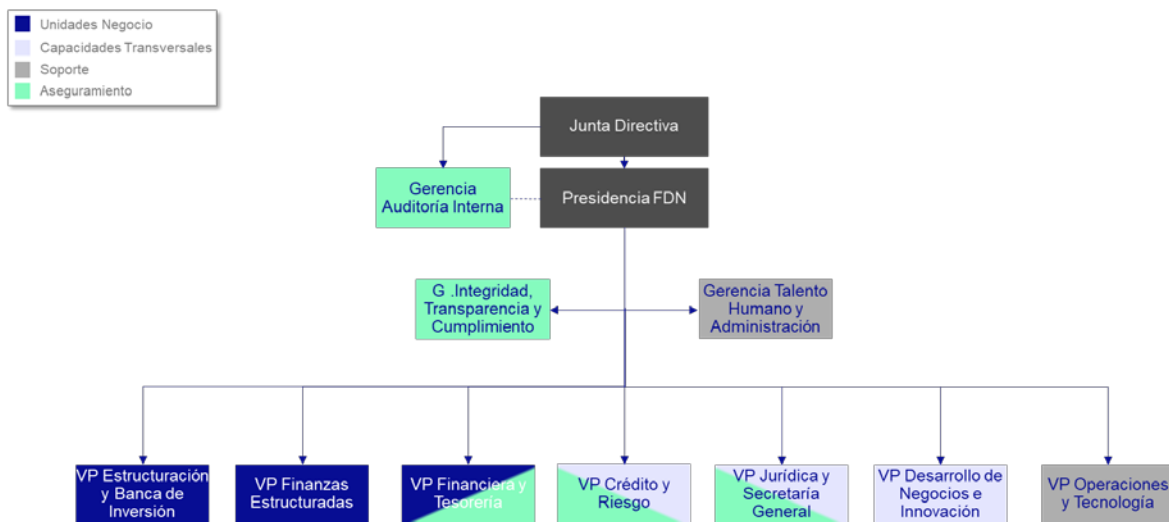 Unidades Negocio
Capacidades Transversales
Soporte
Aseguramiento
Junta Directiva
Gerencia
Auditoría Interna
Presidencia FDN
G .Integridad,
Transparencia y
Cumplimiento
Gerencia Talento
Humano y
Administración
VP Estructuración
y Banca de
Inversión
VP Finanzas
Estructuradas
VP Financiera y
Tesorería
VP Crédito y
Riesgo
VP Jurídica y
Secretaría
General
VP Desarrollo de
Negocios e
Innovación
VP Operaciones
y Tecnología